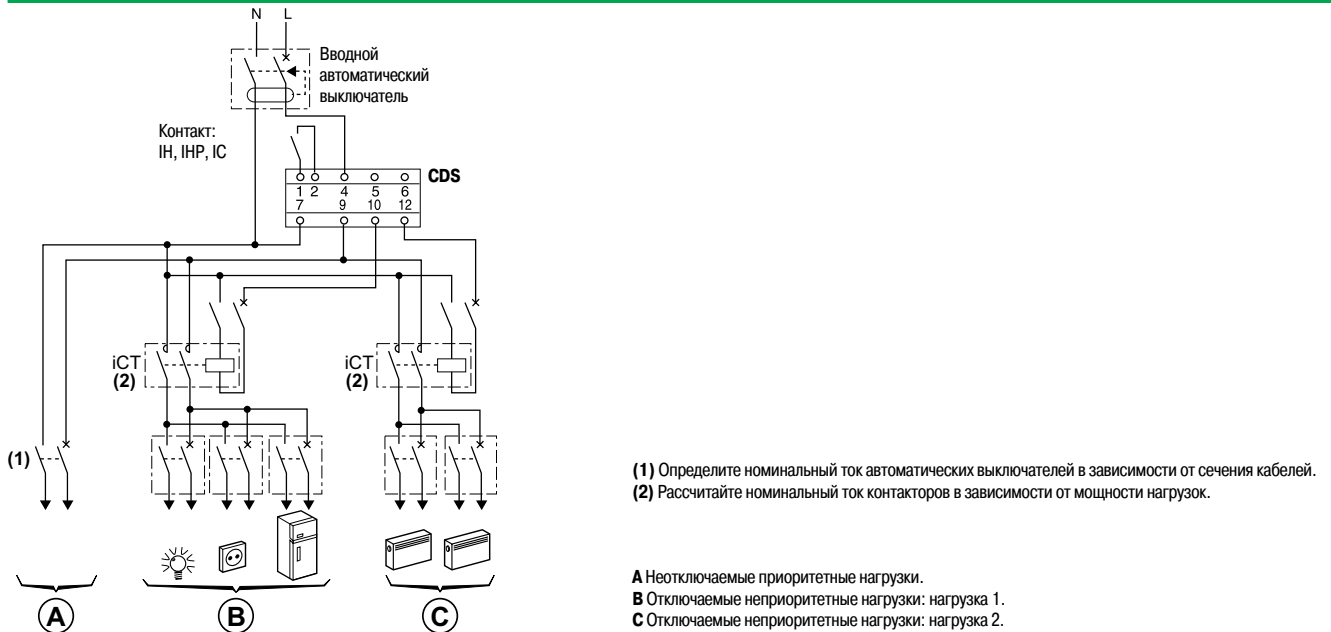 N L
Вводной
автоматический
выключатель
Контакт:
IH, IHP, IC
CDS
1 2 4 5 6
7 9 10 12
iCT
(2)
iCT
(2)
(1)
(1) Определите номинальный ток автоматических выключателей в зависимости от сечения кабелей.
(2) Рассчитайте номинальный ток контакторов в зависимости от мощности нагрузок.
A Неотключаемые приоритетные нагрузки.
B Отключаемые неприоритетные нагрузки: нагрузка 1.
C Отключаемые неприоритетные нагрузки: нагрузка 2.
A B C